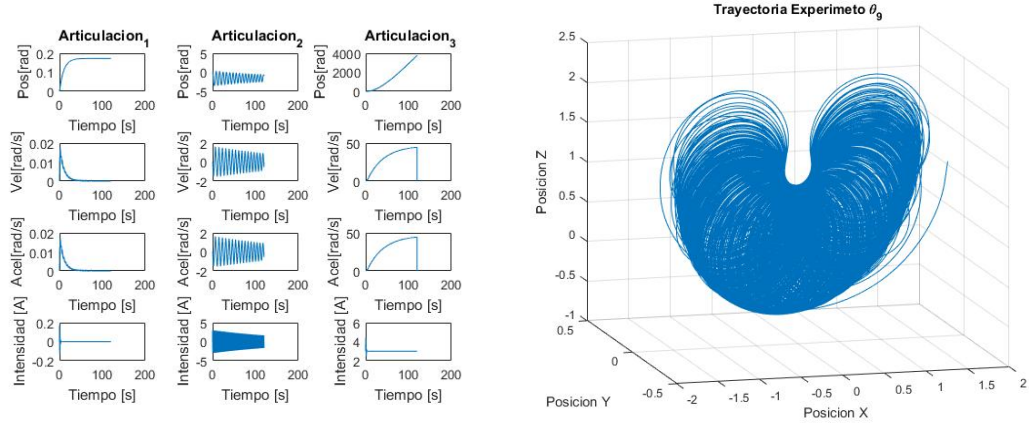 Articulacion1
Pos[rad]
0.2
0.1
0
0 100 200
Tiempo [s]
Articulacion2
Pos[rad]
5
0
-5
0 100 200
Tiempo [s]
Articulacion3
Pos[rad]
4000
2000
0
0 100 200
Tiempo [s]
Vel[rad/s]
0.02
0.01
0
0 100 200
Tiempo [s]
Vel[rad/s]
2
0
-2
0 100 200
Tiempo [s]
Vel[rad/s]
50
0
0 100 200
Tiempo [s]
Acel[rad/s]
0.02
0.01
0
0 100 200
Tiempo [s]
Acel[rad/s]
2
0
-2
0 100 200
Tiempo [s]
Acel[rad/s]
50
0
0 100 200
Tiempo [s]
Intensidad [A]
0.2
0
-0.2
0 100 200
Tiempo [s]
Intensidad [A]
5
0
-5
0 100 200
Tiempo [s]
Intensidad [A]
6
4
2
0 100 200
Tiempo [s]
Trayectoria Experimeto θ9
2.5
2
1.5
1
0.5
0
-0.5
-1
Posicion Z
0.5
0
-0.5
Posicion Y
-2 -1.5 -1 -0.5 0 0.5 1 1.5 2
Posicion X